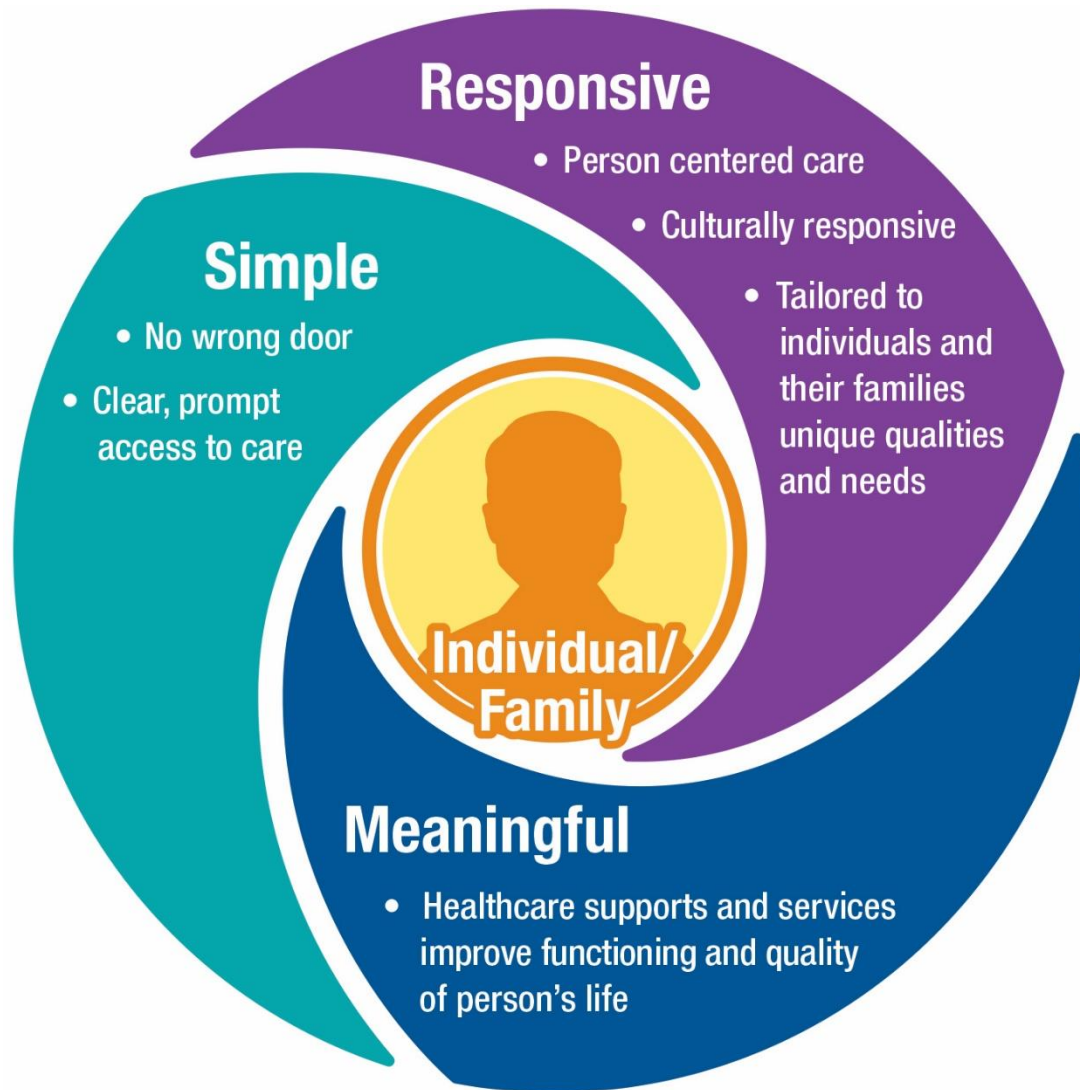 Responsive
• Person centered care
• Culturally responsive
• Tailored to
individuals and
their families
unique qualities
and needs
Simple
• No wrong door
• Clear, prompt
access to care
Individual/
Family
Meaningful
• Healthcare supports and services
improve functioning and quality
of person’s life